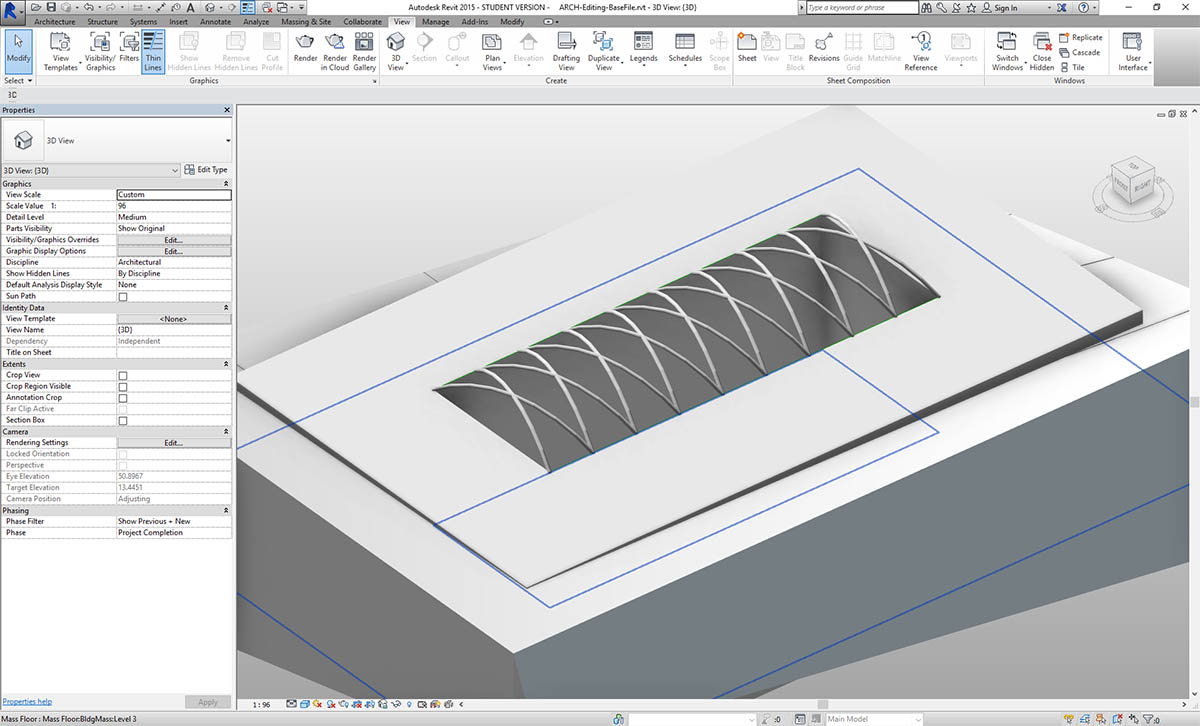 Autodesk Revit 2015 - STUDENT VERSION - ARCH-Editing-BaseFile.rvt - 3D View: {3D}
Type a keyword or phrase
Sign In
Architecture Structure Systems Insert Annotate Analyze Massing & Site Collaborate View Manage Add-Ins Modify
Modify
View Templates
Visibility/ Graphics
Filters
Thin Lines
Show Hidden Lines
Remove Hidden Lines
Cut Profile
Render
Render in Cloud
Render Gallery
3D View
Section
Callout
Plan Views
Elevation
Drafting View
Duplicate View
Legends
Schedules
Scope Box
Sheet
View
Title Block
Revisions
Guide Grid
Matchline
View Reference
Viewports
Switch Windows
Close Hidden
Replicate
Cascade
Tile
User Interface
Select
Graphics
Create
Sheet Composition
Windows
3D
Properties
3D View
3D View: {3D}
Edit Type
Graphics
View Scale Custom
Scale Value 1: 96
Detail Level Medium
Parts Visibility Show Original
Visibility/Graphics Overrides Edit...
Graphic Display Options Edit...
Discipline Architectural
Show Hidden Lines By Discipline
Default Analysis Display Style None
Sun Path
Identity Data
View Template <None>
View Name {3D}
Dependency Independent
Title on Sheet
Extents
Crop View
Crop Region Visible
Annotation Crop
Far Clip Active
Section Box
Camera
Rendering Settings Edit...
Locked Orientation
Perspective
Eye Elevation 50.8967
Target Elevation 13.4451
Camera Position Adjusting
Phasing
Phase Filter Show Previous + New
Phase Project Completion
TOP
FRONT
RIGHT
Properties help
Apply
1 : 96
Mass Floor : Mass Floor:BldgMass:Level 3
:0
Main Model
:0